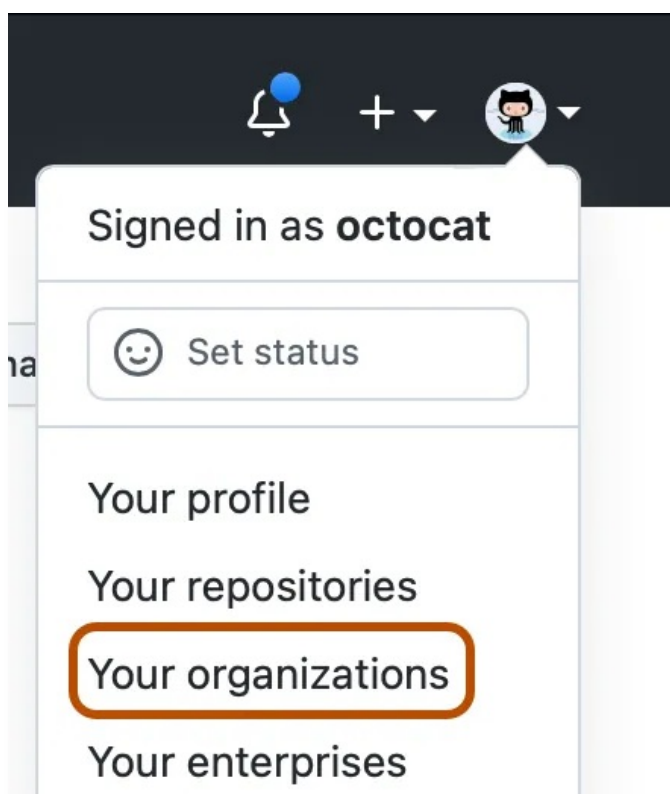 Signed in as octocat
Set status
Your profile
Your repositories
Your organizations
Your enterprises